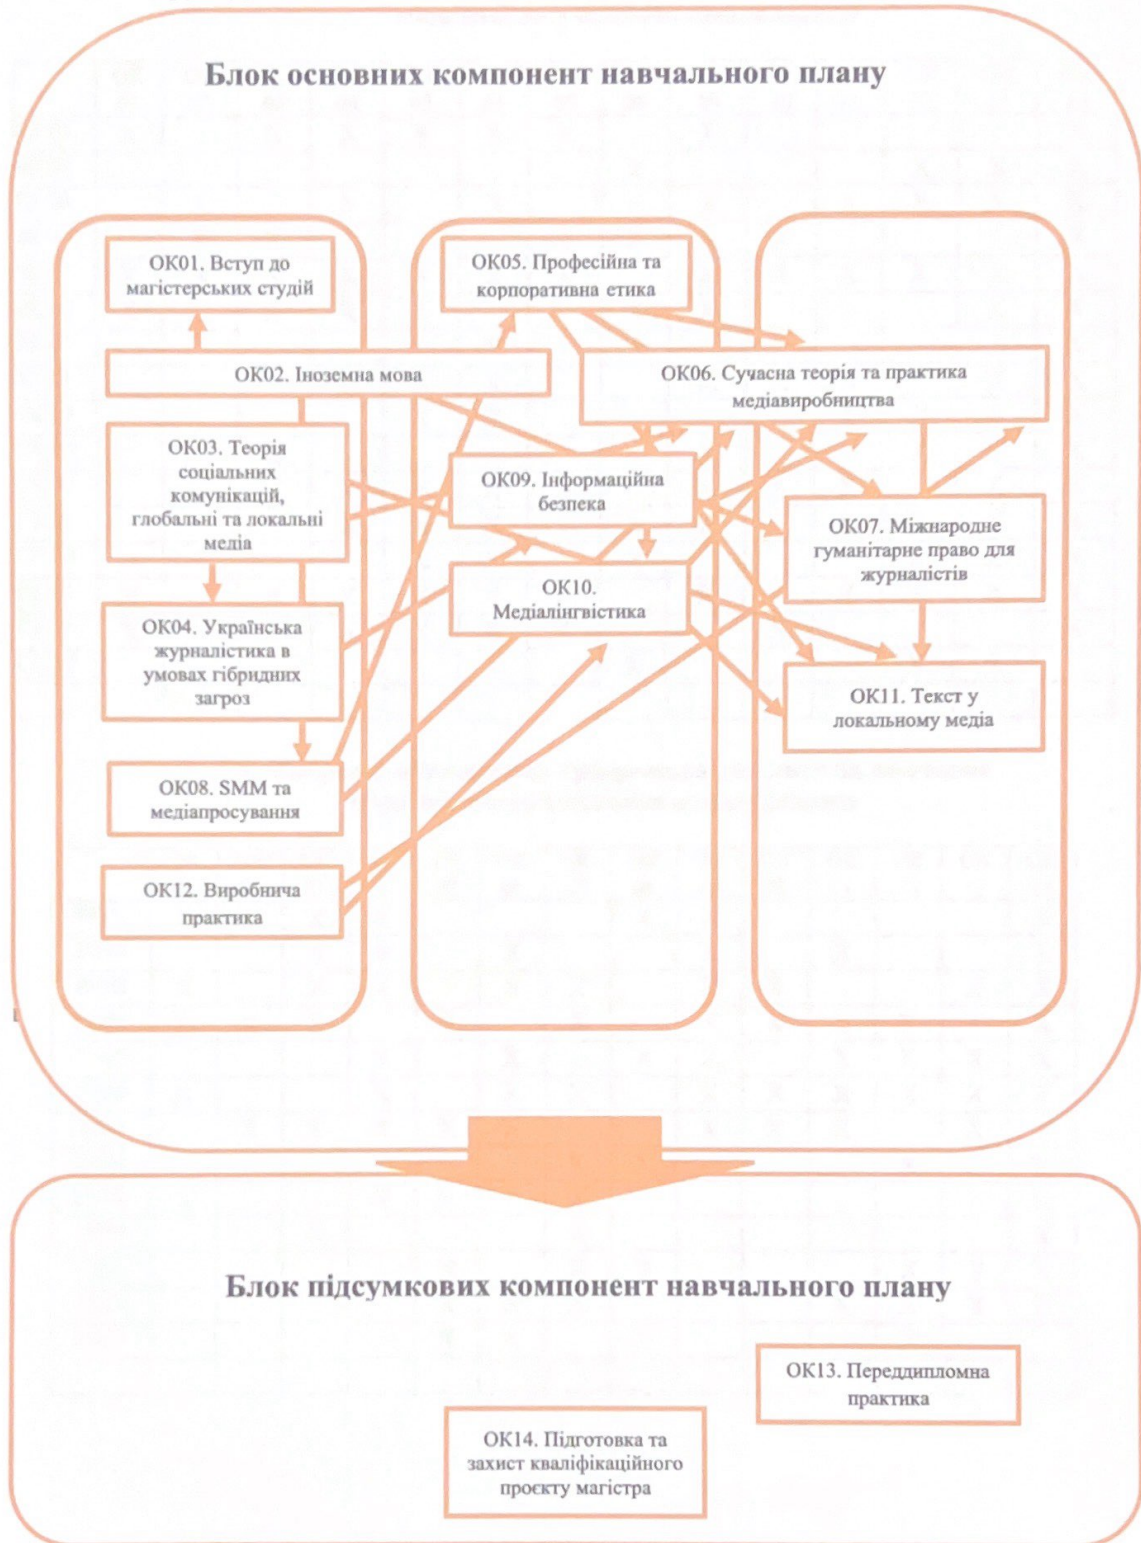 Блок основних компонент навчального плану
ОК01. Вступ до
магістерських студій
ОК02. Іноземна мова
ОК03. Теорія
соціальних
комунікацій,
глобальні та локальні
медіа
ОК04. Українська
журналістика в
умовах гібридних
загроз
ОК08. SMM та
медіапросування
ОК12. Виробнича
практика
ОК05. Професійна та
корпоративна етика
ОК09. Інформаційна
безпека
ОК10.
Медіалінгвістика
ОК06. Сучасна теорія та практика
медіавиробництва
ОК07. Міжнародне
гуманітарне право для
журналістів
ОК11. Текст у
локальному медіа
Блок підсумкових компонент навчального плану
ОК13. Переддипломна
практика
ОК14. Підготовка та
захист кваліфікаційного
проєкту магістра